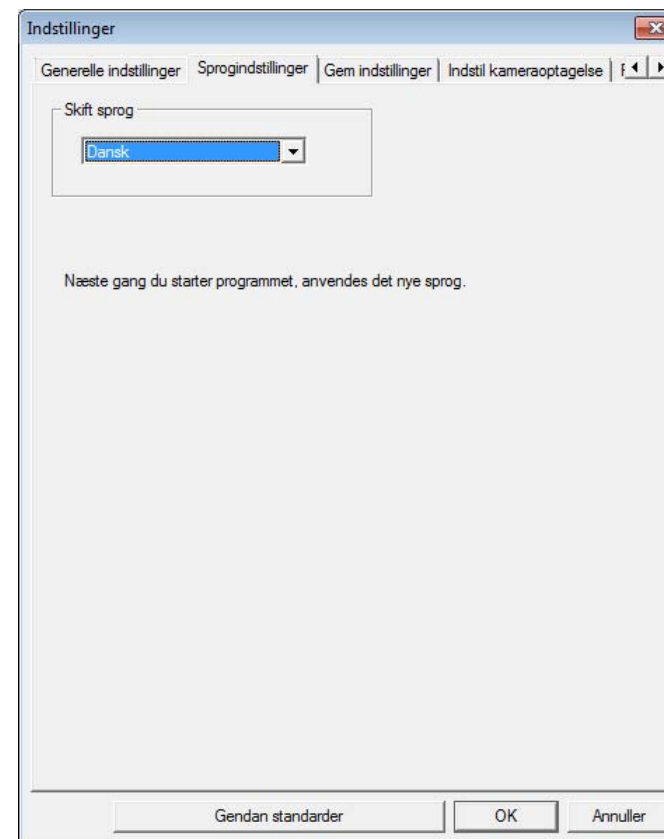 Indstillinger
Generelle indstillinger Sprogindstillinger Gem indstillinger Indstil kameraoptagelse
Skift sprog
Dansk
Næste gang du starter programmet, anvendes det nye sprog.
Gendan standarder OK Annuller